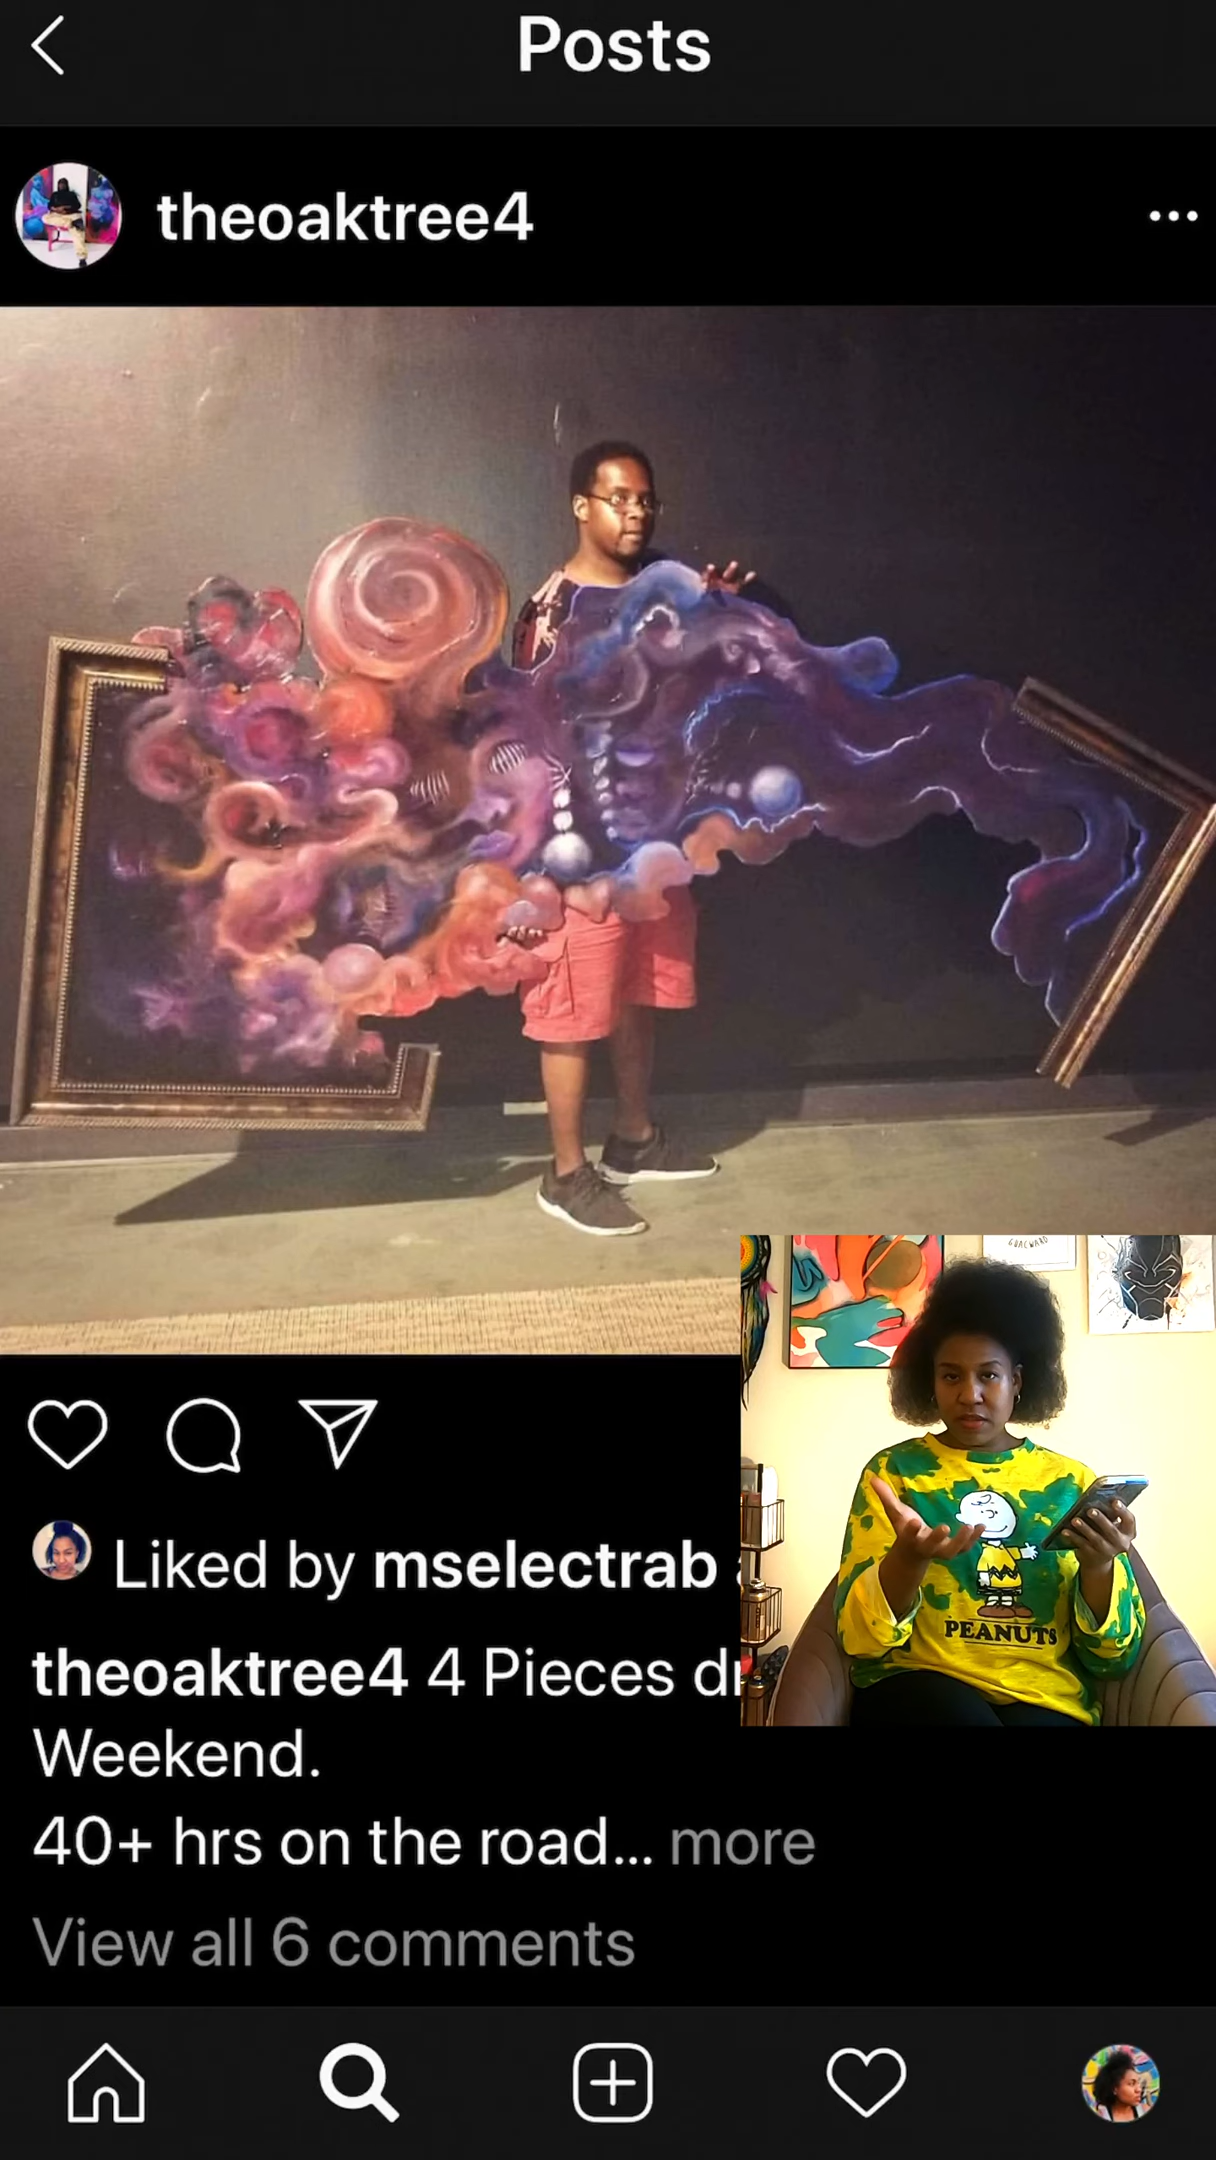 Posts
theoaktree4
GOREWARD
Liked by mselectrab
theoaktree4 4 Pieces
Weekend.
40+ hrs on the road... more
View all 6 comments
PEANUTS